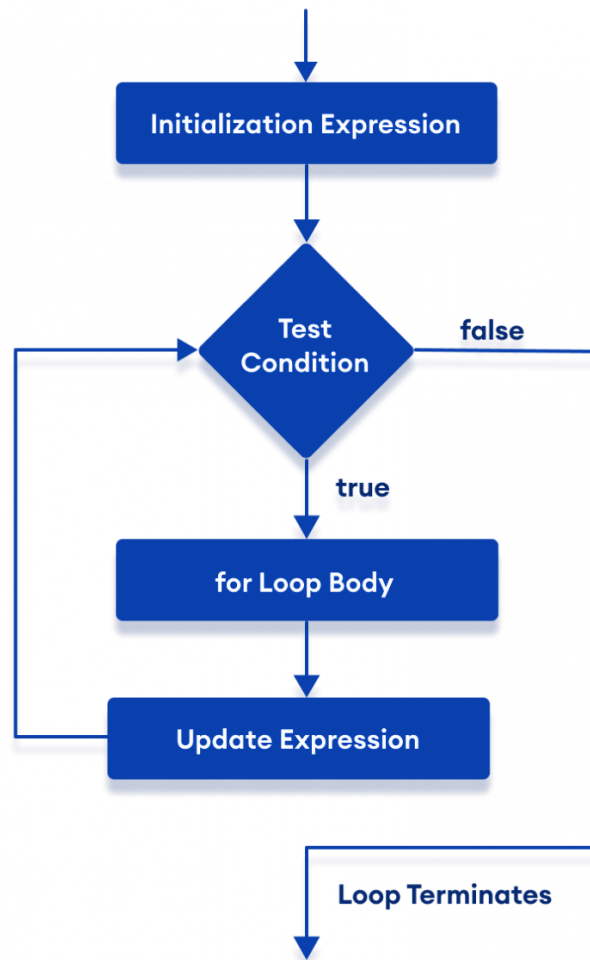 Initialization Expression
Test
Condition
false
true
for Loop Body
Update Expression
Loop Terminates